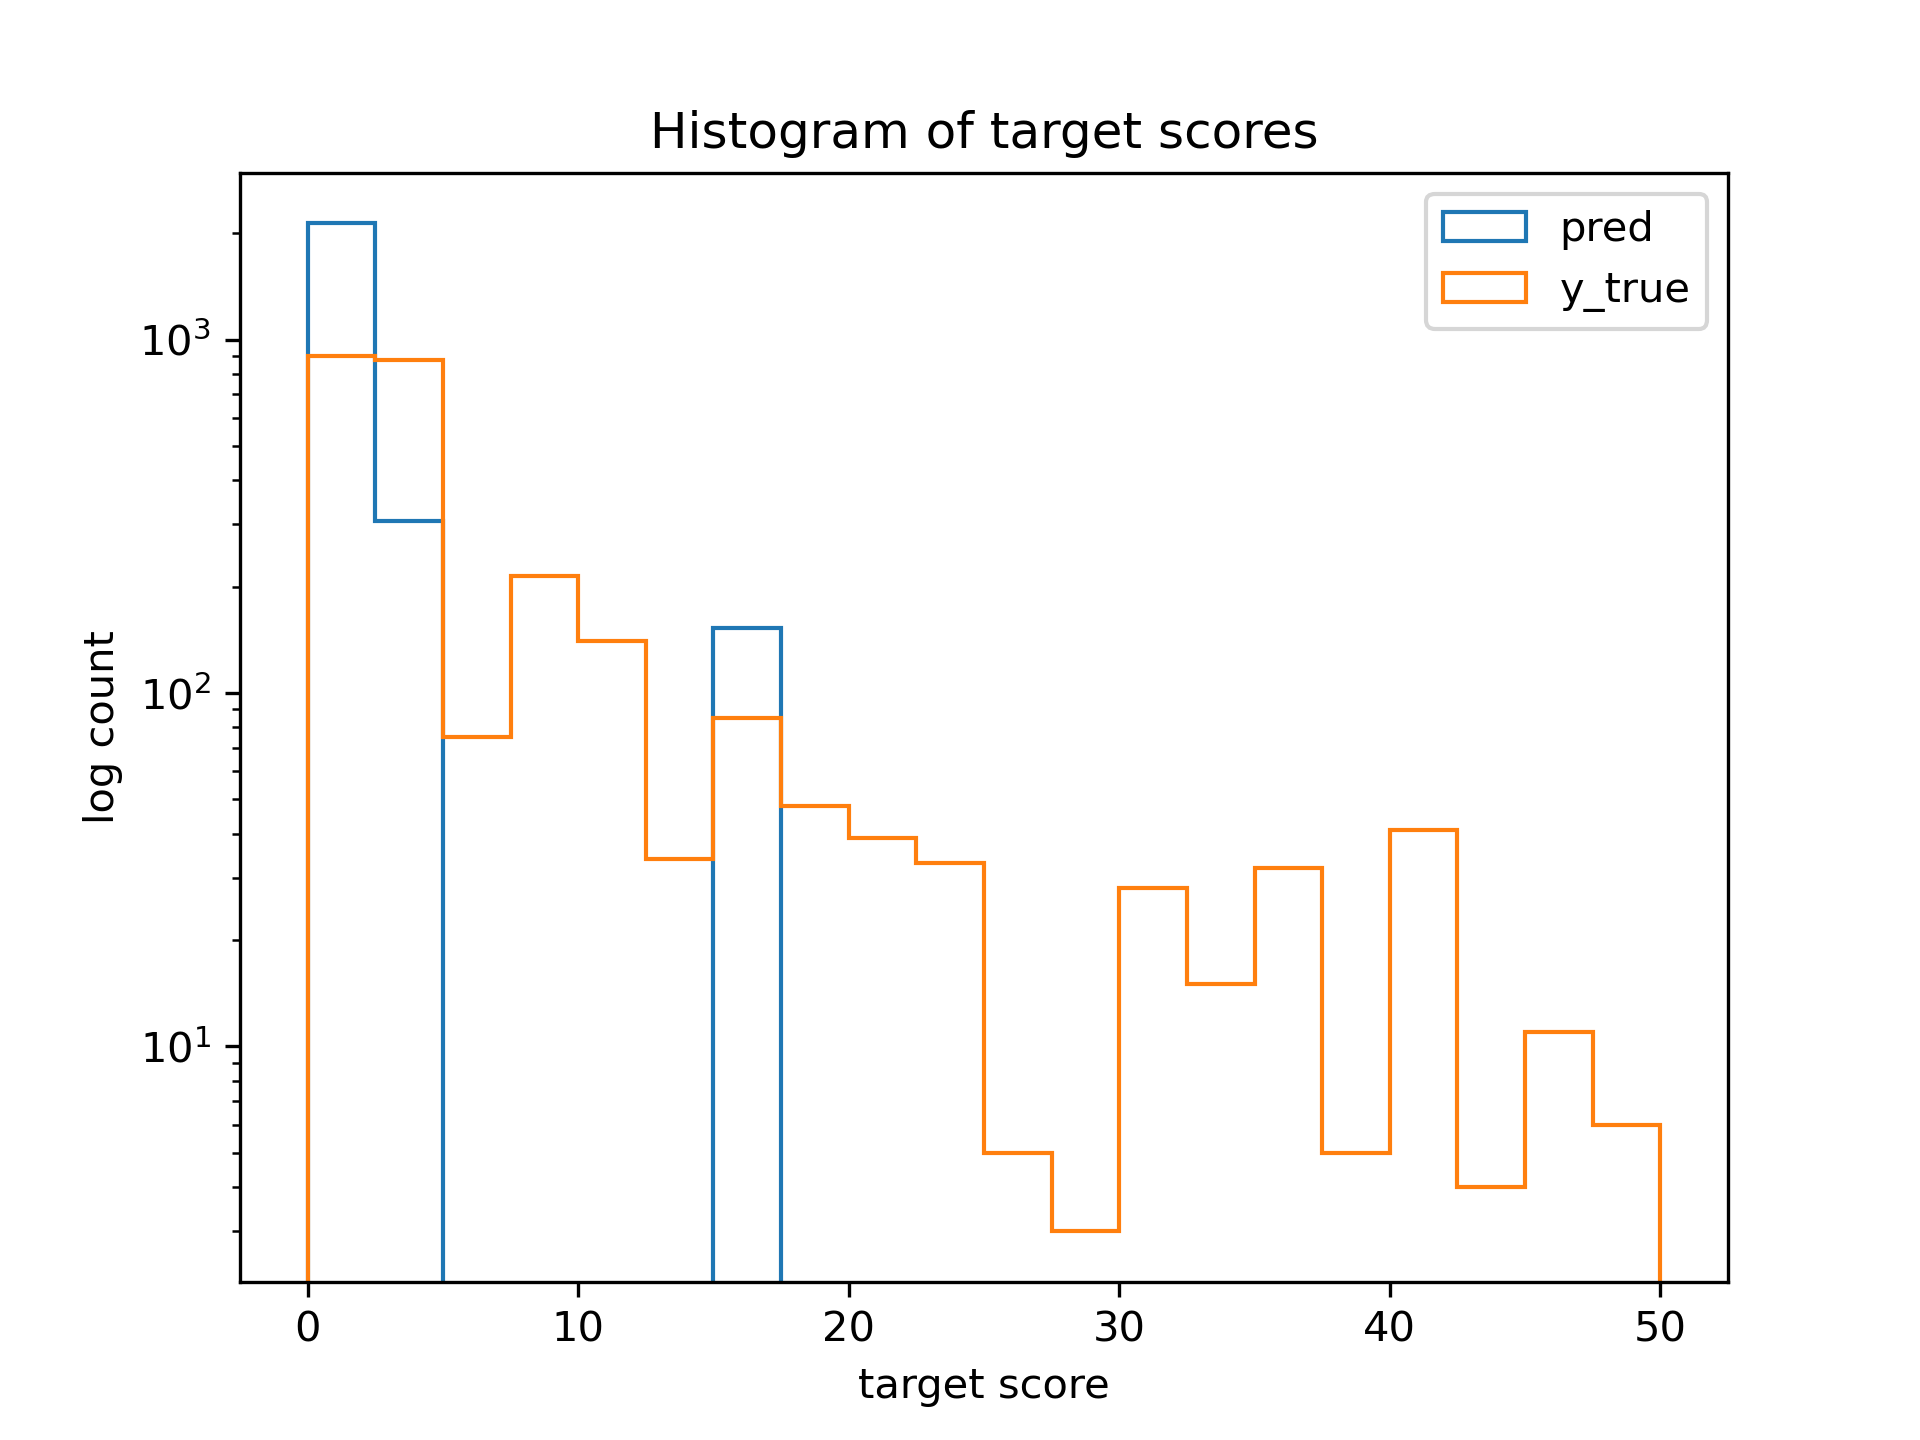 Histogram of target scores
pred
y_true
10³
10²
10¹
log count
0 10 20 30 40 50
target score